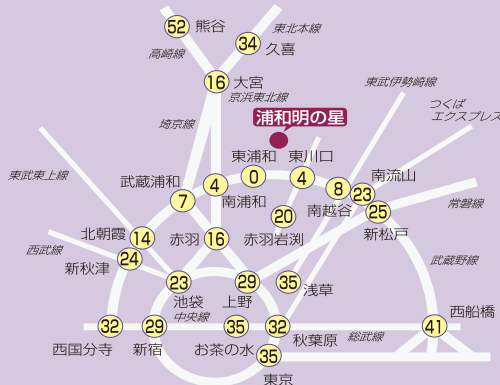 52 熊谷
東北本線
34 久喜
高崎線
16 大宮
京浜東北線
東武伊勢崎線
つくば
エクスプレス
浦和明の星
埼京線
東浦和 東川口
東武東上線
武蔵浦和
0
4
4
南浦和
7
8
南越谷
南流山
23
25
新松戸
常磐線
20
赤羽岩渕
北朝霞
14
赤羽 16
24
新秋津
西武線
武蔵野線
23
池袋
29
上野
35
浅草
中央線
32
西国分寺
29
新宿
35
お茶の水
32
秋葉原
総武線
西船橋
41
35
東京